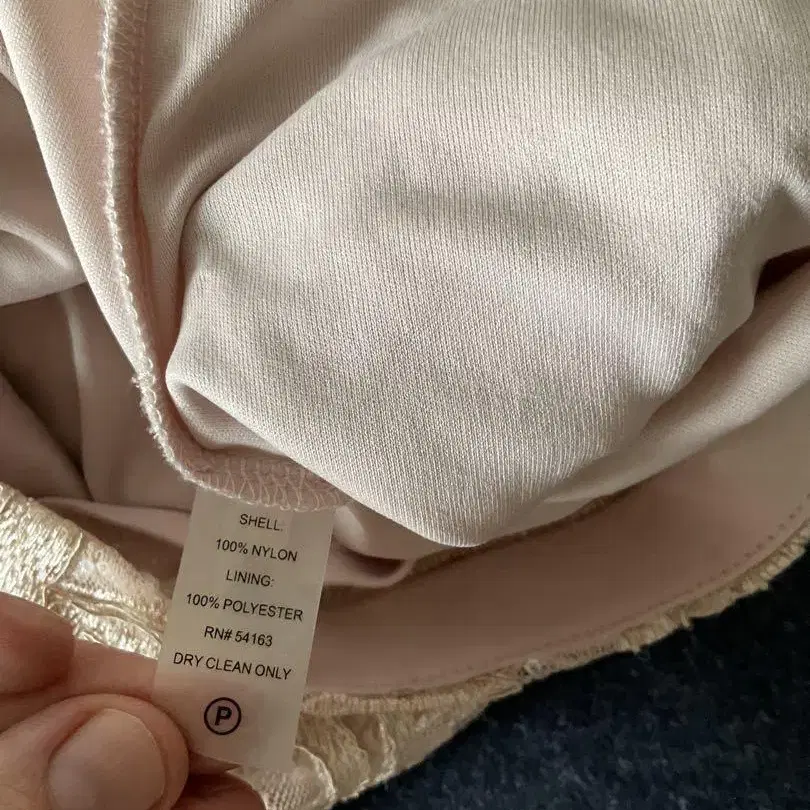 SHELL:
100% NYLON
LINING:
100% POLYESTER
RN# 54163
DRY CLEAN ONLY
P